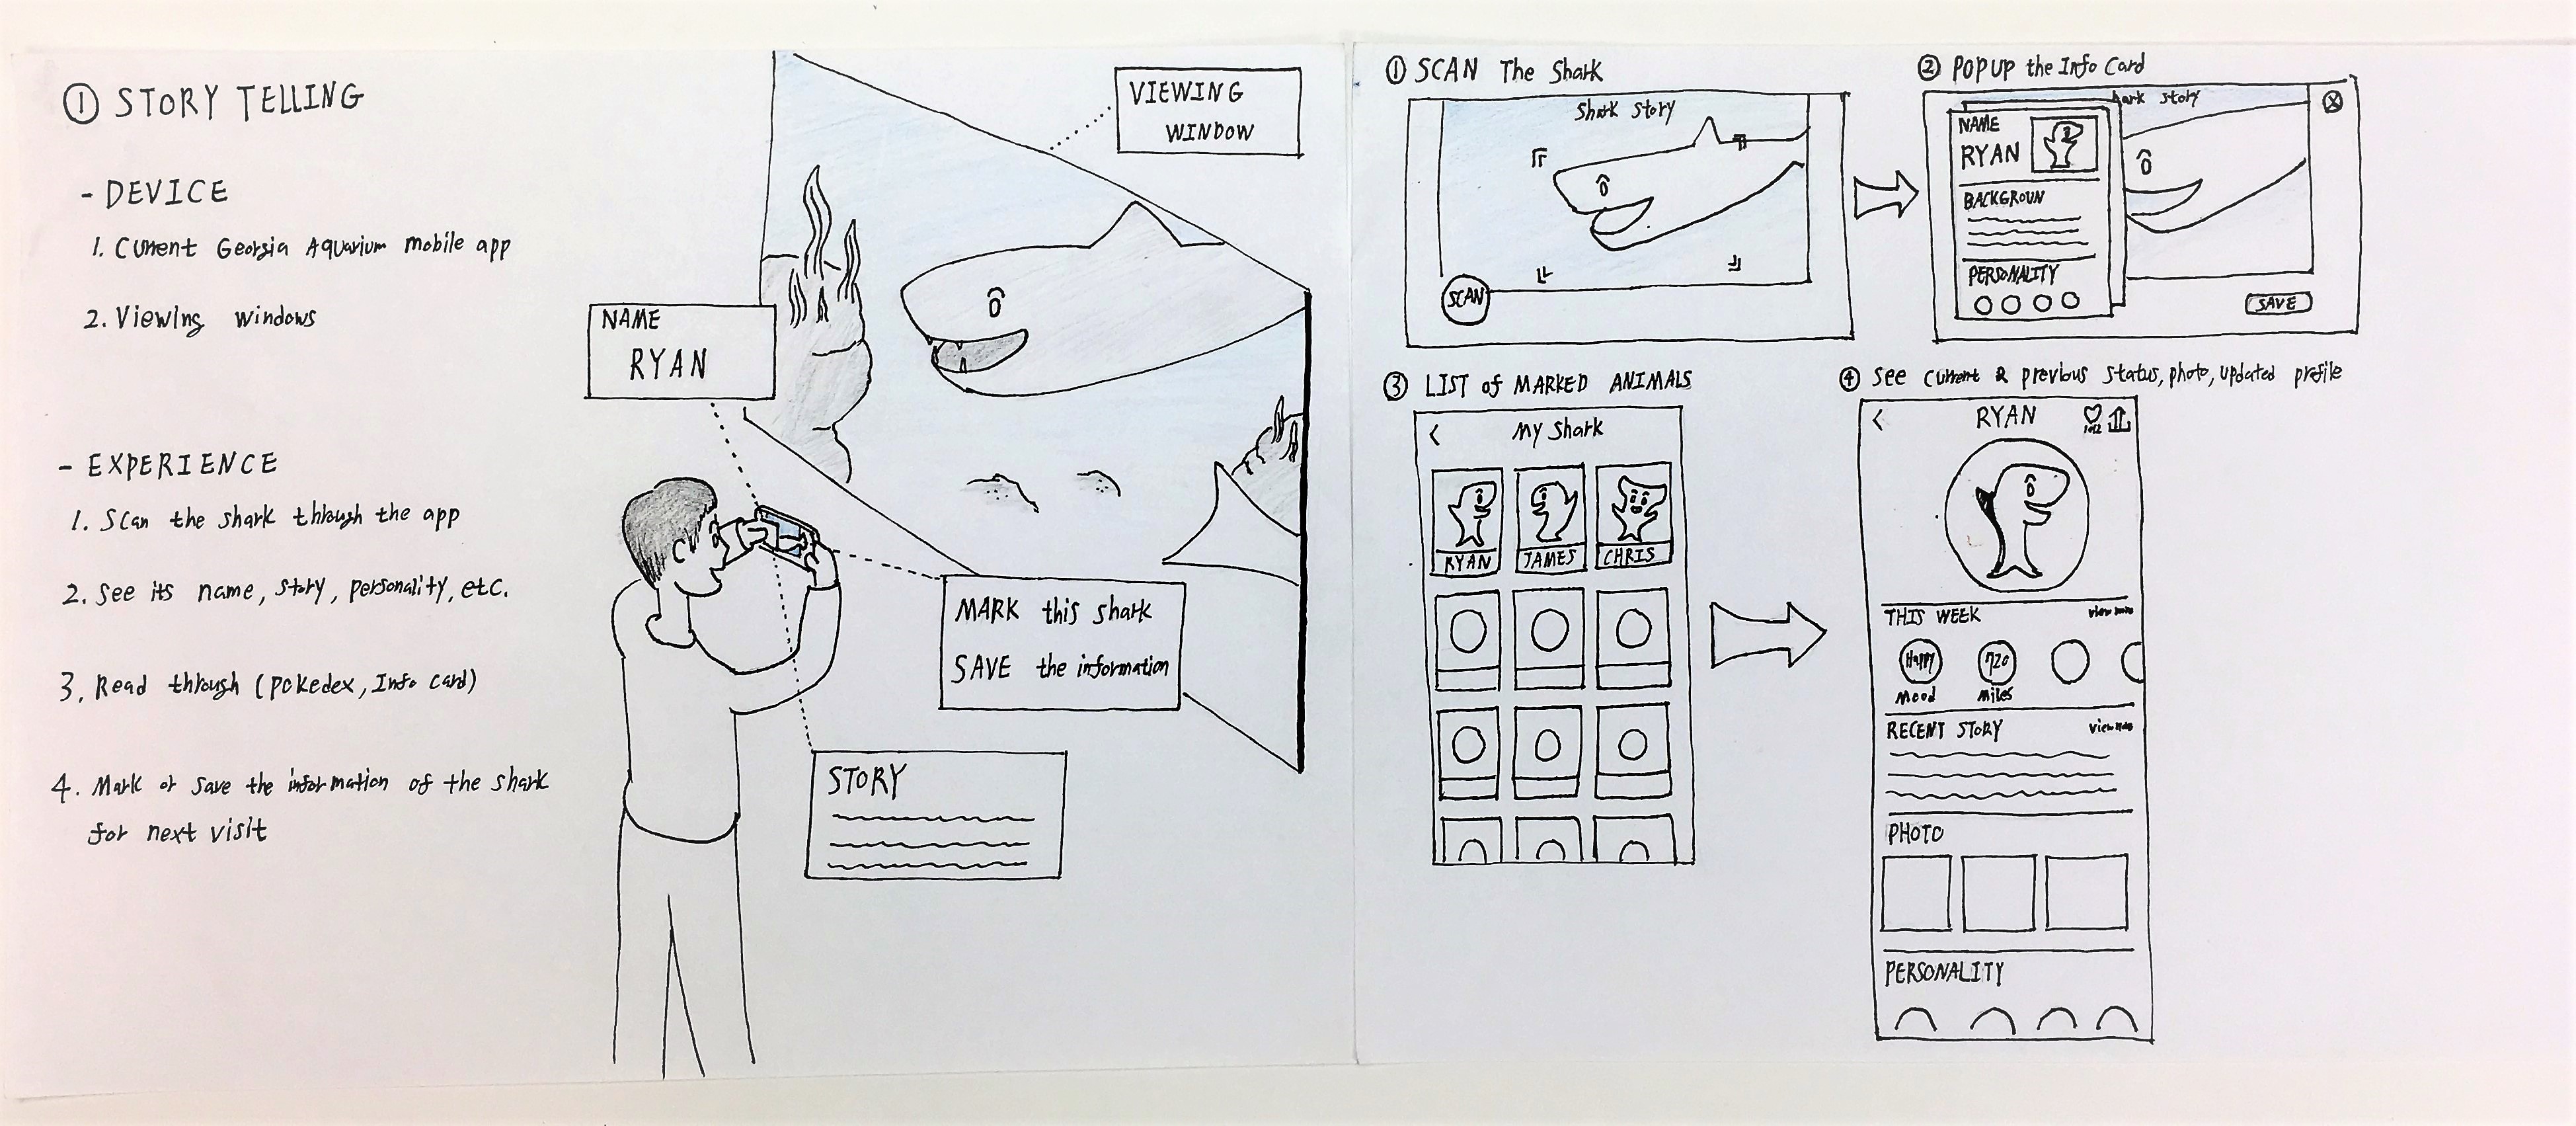 ① STORY TELLING
- DEVICE
1. Current Georgia Aquarium mobile app
2. Viewing windows
- EXPERIENCE
1. Scan the shark through the app
2. See its name, story, personality, etc.
3. Read through (pokedex, Info card)
4. Mark or save the information of the shark
for next visit
VIEWING
WINDOW
NAME
RYAN
MARK this shark
SAVE the information
STORY
① SCAN The Shark
Shark Story
SCAN
② POPUP the Info Card
ark story
NAME
RYAN
BACKGROUN
PERSONALITY
SAVE
③ LIST of MARKED ANIMALS
< My Shark
RYAN JAMES CHRIS
④ See current & previous status, photo, updated profile
< RYAN
THIS WEEK view more
Happy 720
Mood miles
RECENT STORY view
PHOTO
PERSONALITY